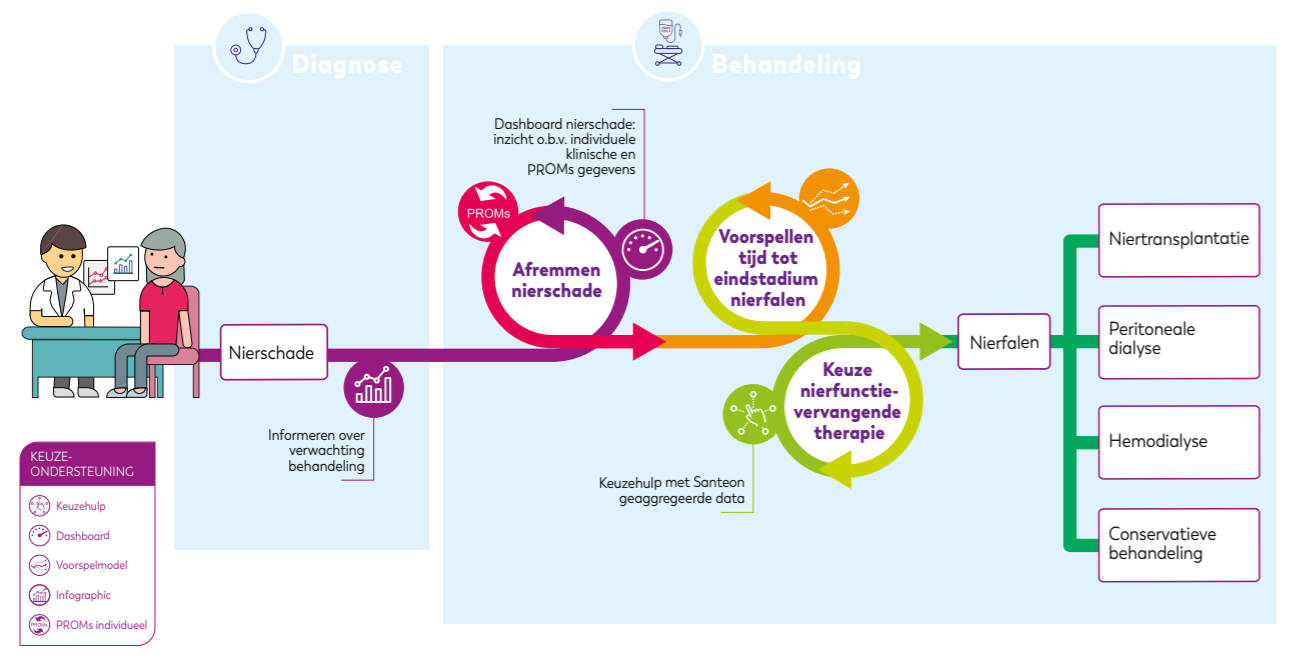 Diagnose
Behandeling
Dashboard nierschade:
inzicht o.b.v. individuele
klinische en
PROMs gegevens
PROMs
Afremmen
nierschade
Voorspellen
tijd tot
eindstadium
nierfalen
Nierschade
Informeren over
verwachting
behandeling
Keuze
nierfunctie-
vervangende
therapie
Keuzehulp met Santeon
geaggregeerde data
Nierfalen
Niertransplantatie
Peritoneale
dialyse
Hemodialyse
Conservatieve
behandeling
KEUZE-
ONDERSTEUNING
Keuzehulp
Dashboard
Voorspelmodel
Infographic
PROMs
PROMs individueel